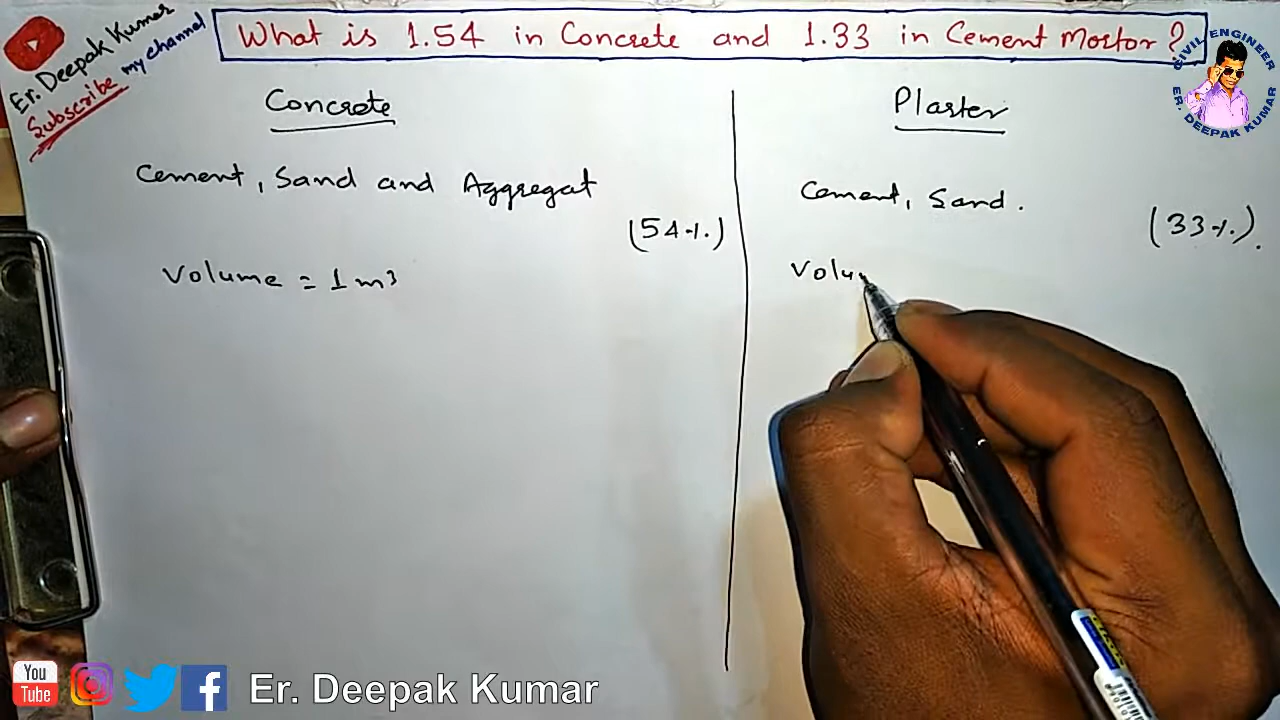 Er. Deepak Kumar
Subscribe my channel
What is 1.54 in Concrete and 1.33 in Cement Mortor ?
CIVIL ENGINEER
ER. DEEPAK KUMAR
Concrete
Cement, Sand and Aggregat
(54%)
Volume = 1 m³
Plaster
Cement, Sand.
(33%).
Volu
You
Tube
Er. Deepak Kumar